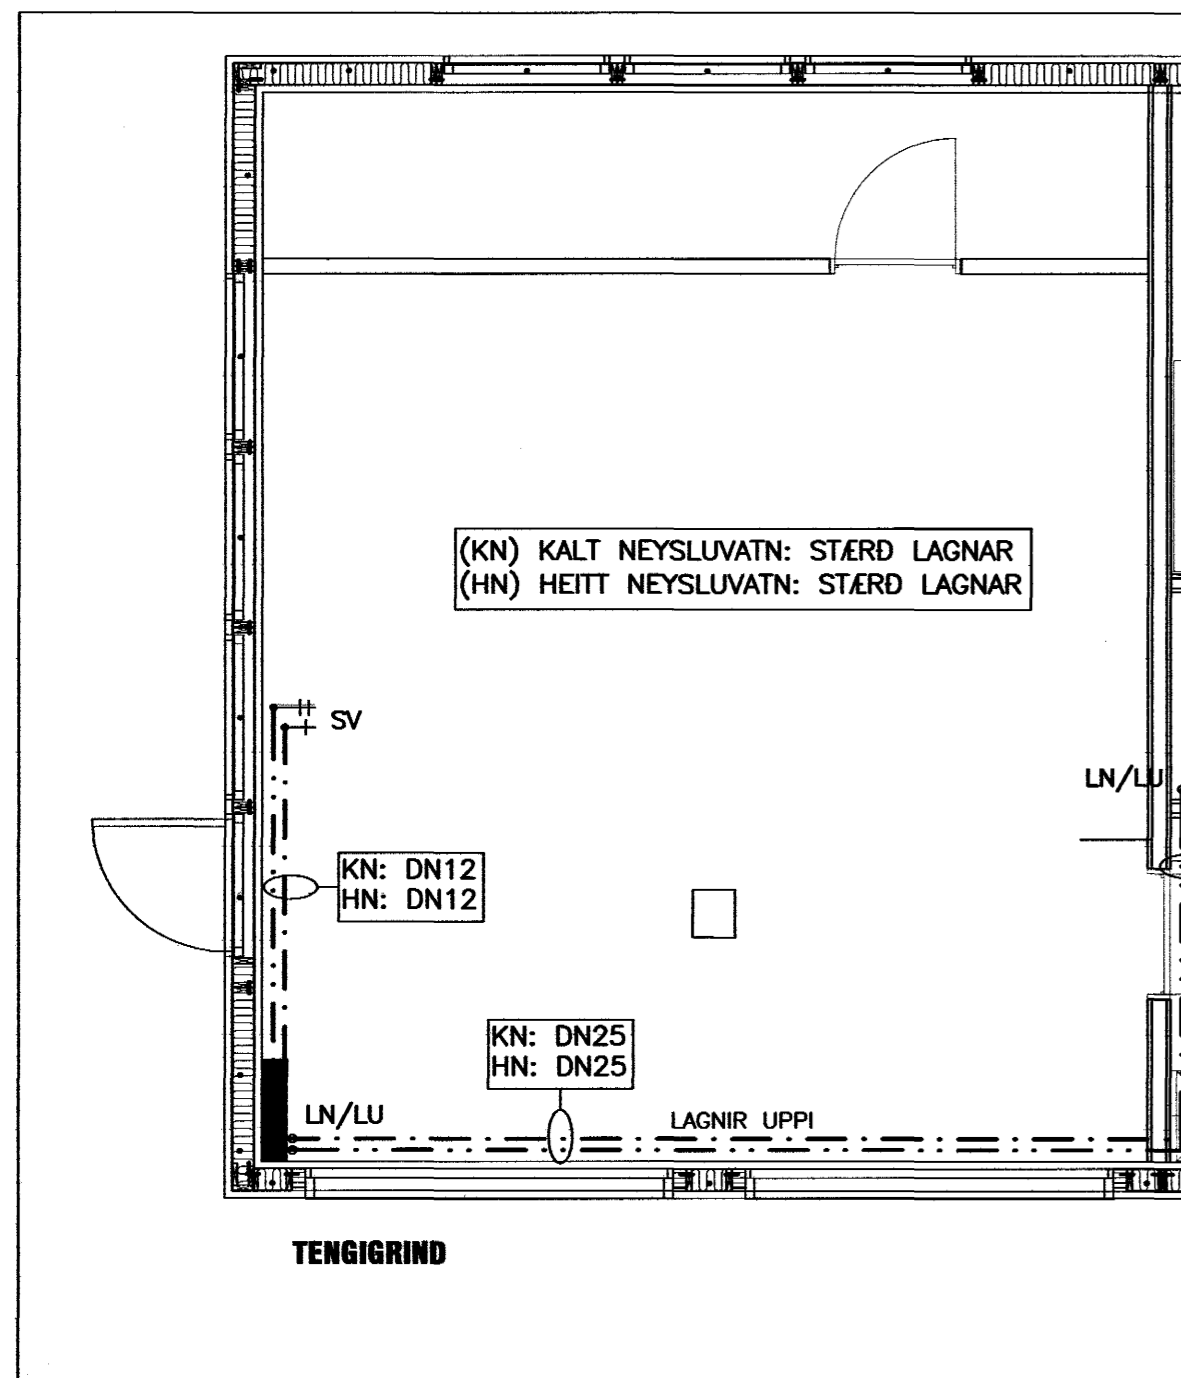 (KN) KALT NEYSLUVATN: STÆRÐ LAGNAR
(HN) HEITT NEYSLUVATN: STÆRÐ LAGNAR
SV
LN/LU
KN: DN12
HN: DN12
KN: DN25
HN: DN25
LN/LU
LAGNIR UPPI
TENGIGRIND